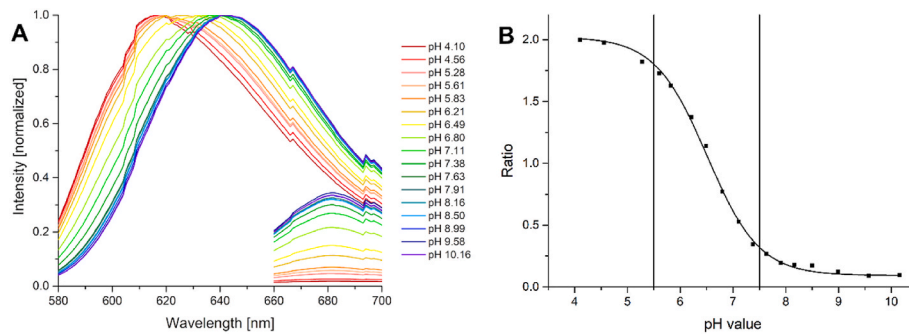 A
Intensity [normalized]
1.0
0.8
0.6
0.4
0.2
0.0
580
600
620
640
660
680
700
Wavelength [nm]
pH 4.10
pH 4.56
pH 5.28
pH 5.61
pH 5.83
pH 6.21
pH 6.49
pH 6.80
pH 7.11
pH 7.38
pH 7.63
pH 7.91
pH 8.16
pH 8.50
pH 8.99
pH 9.58
pH 10.16
B
Ratio
2.0
1.5
1.0
0.5
0.0
4
5
6
7
8
9
10
pH value